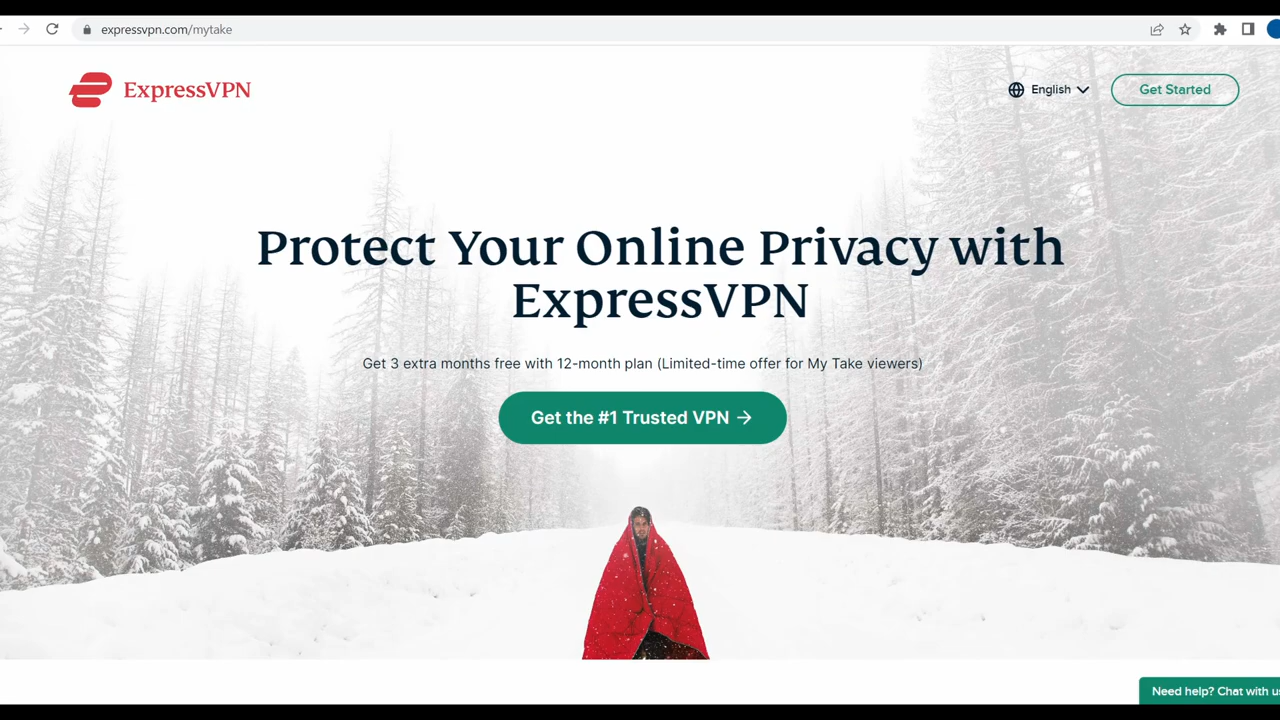 expressvpn.com/mytake
ExpressVPN
English
Get Started
Protect Your Online Privacy with
ExpressVPN
Get 3 extra months free with 12-month plan (Limited-time offer for My Take viewers)
Get the #1 Trusted VPN →
Need help? Chat with us